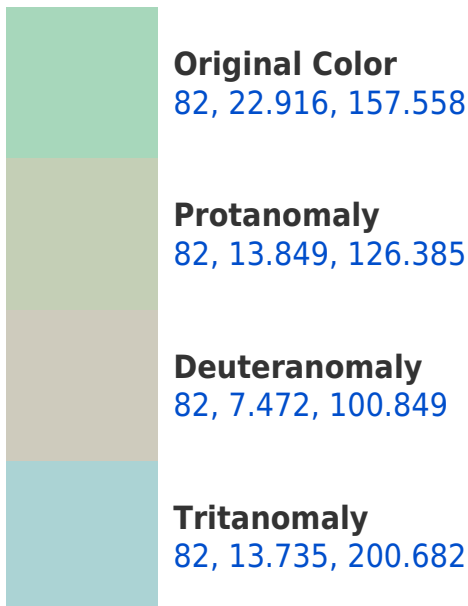 Original Color
82, 22.916, 157.558
Protanomaly
82, 13.849, 126.385
Deuteranomaly
82, 7.472, 100.849
Tritanomaly
82, 13.735, 200.682